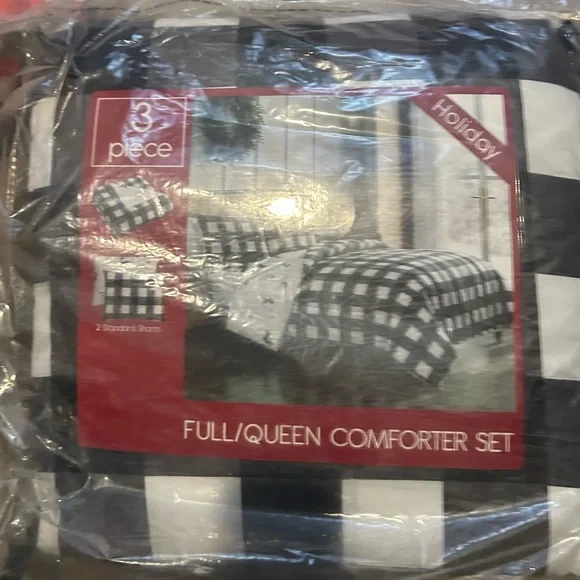 3
piece
Holiday
2 Standard Shams
FULL/QUEEN COMFORTER SET